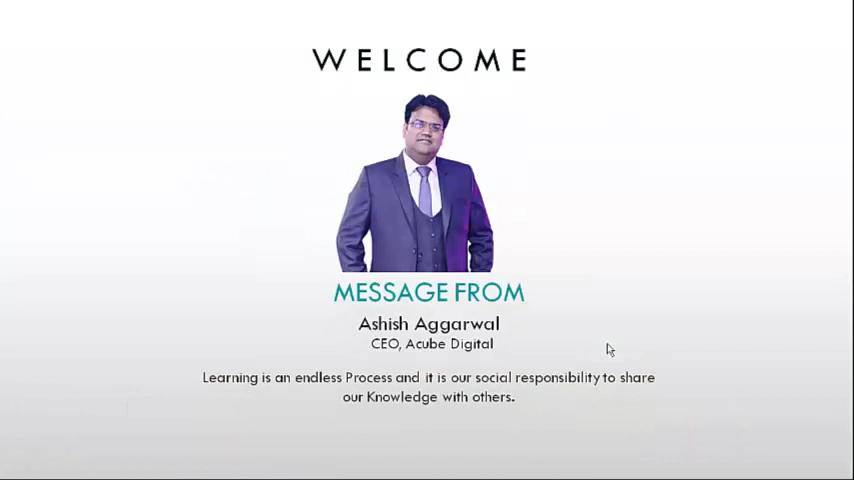 WELCOME
MESSAGE FROM
Ashish Aggarwal
CEO, Acube Digital
Learning is an endless Process and it is our social responsibility to share
our Knowledge with others.